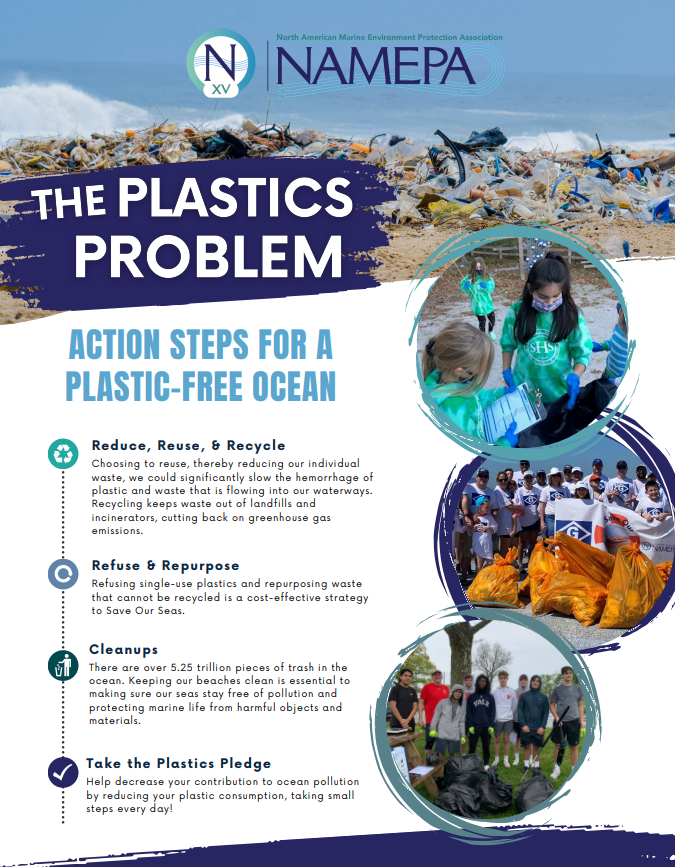 North American Marine Environment Protection Association
N
XV
NAMEPA
THE PLASTICS
PROBLEM
ACTION STEPS FOR A
PLASTIC-FREE OCEAN
Reduce, Reuse, & Recycle
Choosing to reuse, thereby reducing our individual
waste, we could significantly slow the hemorrhage of
plastic and waste that is flowing into our waterways.
Recycling keeps waste out of landfills and
incinerators, cutting back on greenhouse gas
emissions.
Refuse & Repurpose
Refusing single-use plastics and repurposing waste
that cannot be recycled is a cost-effective strategy
to Save Our Seas.
Cleanups
There are over 5.25 trillion pieces of trash in the
ocean. Keeping our beaches clean is essential to
making sure our seas stay free of pollution and
protecting marine life from harmful objects and
materials.
Take the Plastics Pledge
Help decrease your contribution to ocean pollution
by reducing your plastic consumption, taking small
steps every day!
SHS
G
Save Our
NAMEPA
YALE